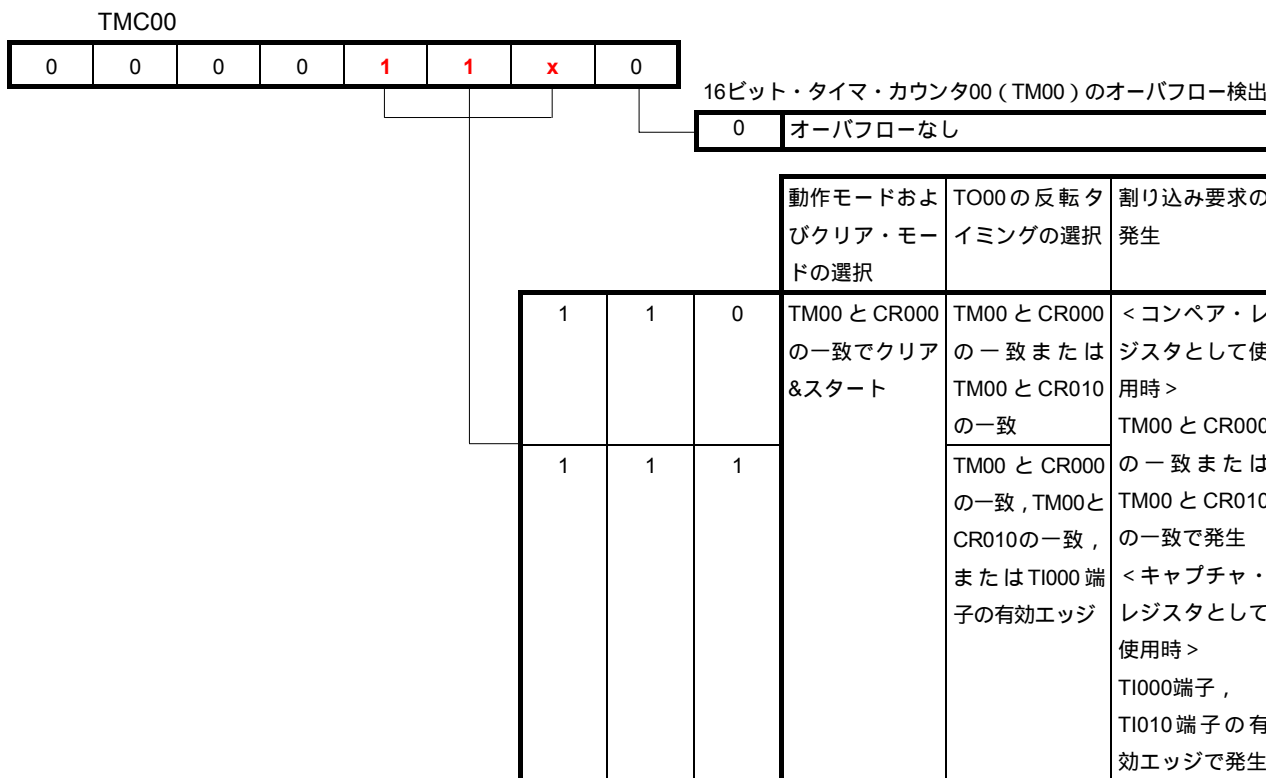 TMC00
0 0 0 0 1 1 x 0
16ビット・タイマ・カウンタ00（TM00）のオーバフロー検出
0 オーバフローなし
動作モードおよ
びクリア・モー
ドの選択
TO00の反転タ
イミングの選択
割り込み要求の
発生
1 1 0
TM00 と CR000
の一致でクリア
&スタート
TM00 と CR000
の一致または
TM00 と CR010
の一致
＜コンペア・レ
ジスタとして使
用時＞
TM00 と CR000
の一致または
TM00 と CR010
の一致で発生
＜キャプチャ・
レジスタとして
使用時＞
TI000端子，
TI010端子の有
効エッジで発生
1 1 1
TM00 と CR000
の一致，TM00と
CR010の一致，
またはTI000 端
子の有効エッジ